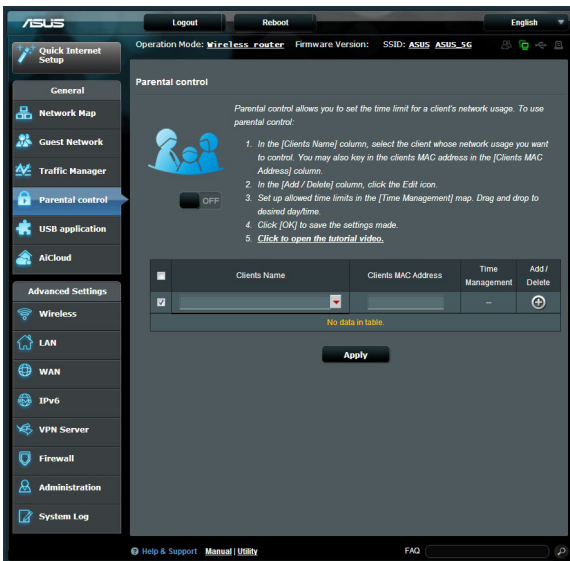 ASUS
Logout
Reboot
English
Quick Internet
Setup
Operation Mode: Wireless router Firmware Version: SSID: ASUS ASUS_5G
General
Network Map
Guest Network
Traffic Manager
Parental control
USB application
AiCloud
Advanced Settings
Wireless
LAN
WAN
IPv6
VPN Server
Firewall
Administration
System Log
Parental control
Parental control allows you to set the time limit for a client's network usage. To use
parental control:
1. In the [Clients Name] column, select the client whose network usage you want
to control. You may also key in the clients MAC address in the [Clients MAC
Address] column.
2. In the [Add / Delete] column, click the Edit icon.
3. Set up allowed time limits in the [Time Management] map. Drag and drop to
desired day/time.
4. Click [OK] to save the settings made.
5. Click to open the tutorial video.
OFF
Clients Name
Clients MAC Address
Time
Management
Add /
Delete
--
No data in table.
Apply
Help & Support Manual | Utility
FAQ